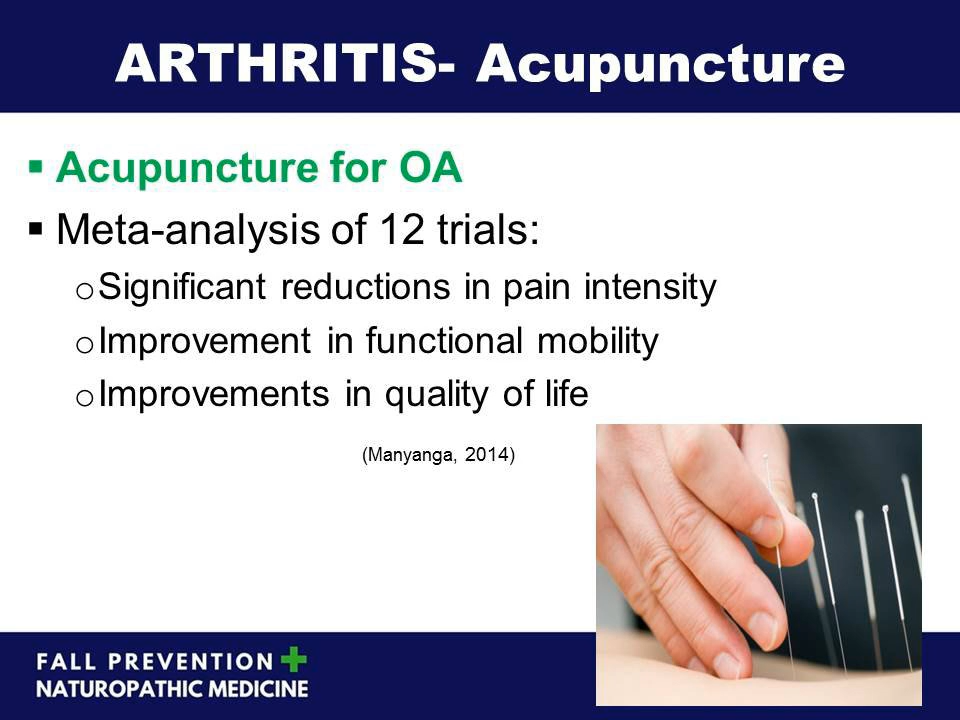 ARTHRITIS- Acupuncture
▪ Acupuncture for OA
▪ Meta-analysis of 12 trials:
o Significant reductions in pain intensity
o Improvement in functional mobility
o Improvements in quality of life
(Manyanga, 2014)
FALL PREVENTION
NATUROPATHIC MEDICINE